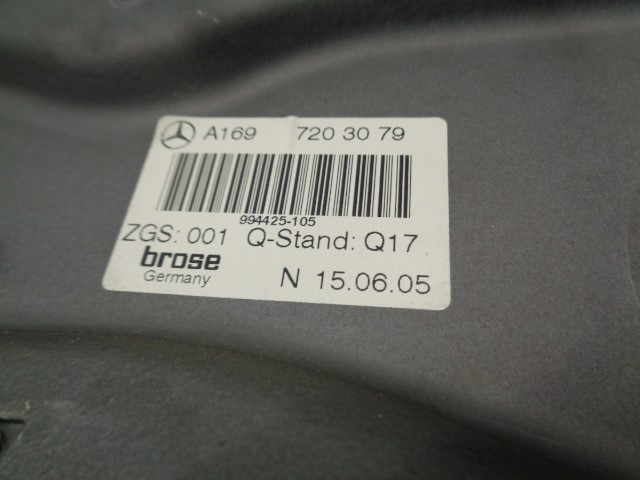 A169 720 30 79
994425-105
ZGS: 001 Q-Stand: Q17
brose
Germany
N 15.06.05